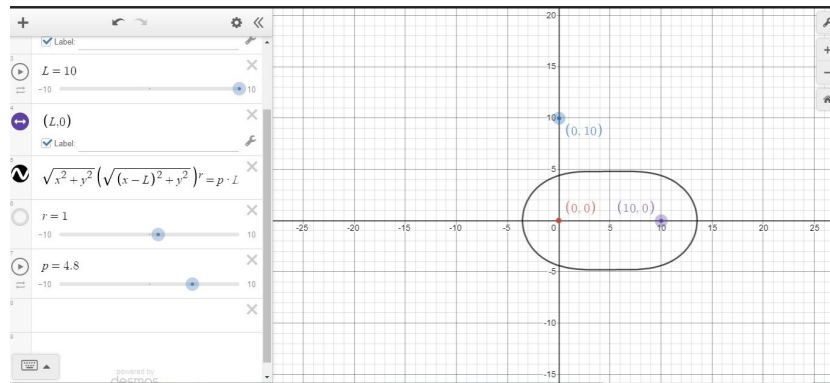 Label:
L = 10
-10 10
(L,0)
Label:
√x² + y² (√(x − L)² + y²)ʳ = p · L
r = 1
-10 10
p = 4.8
-10 10
powered by
desmos
20
15
10
(0, 10)
5
(0, 0) (10, 0)
-25 -20 -15 -10 -5 0 5 10 15 20 25
-5
-10
-15